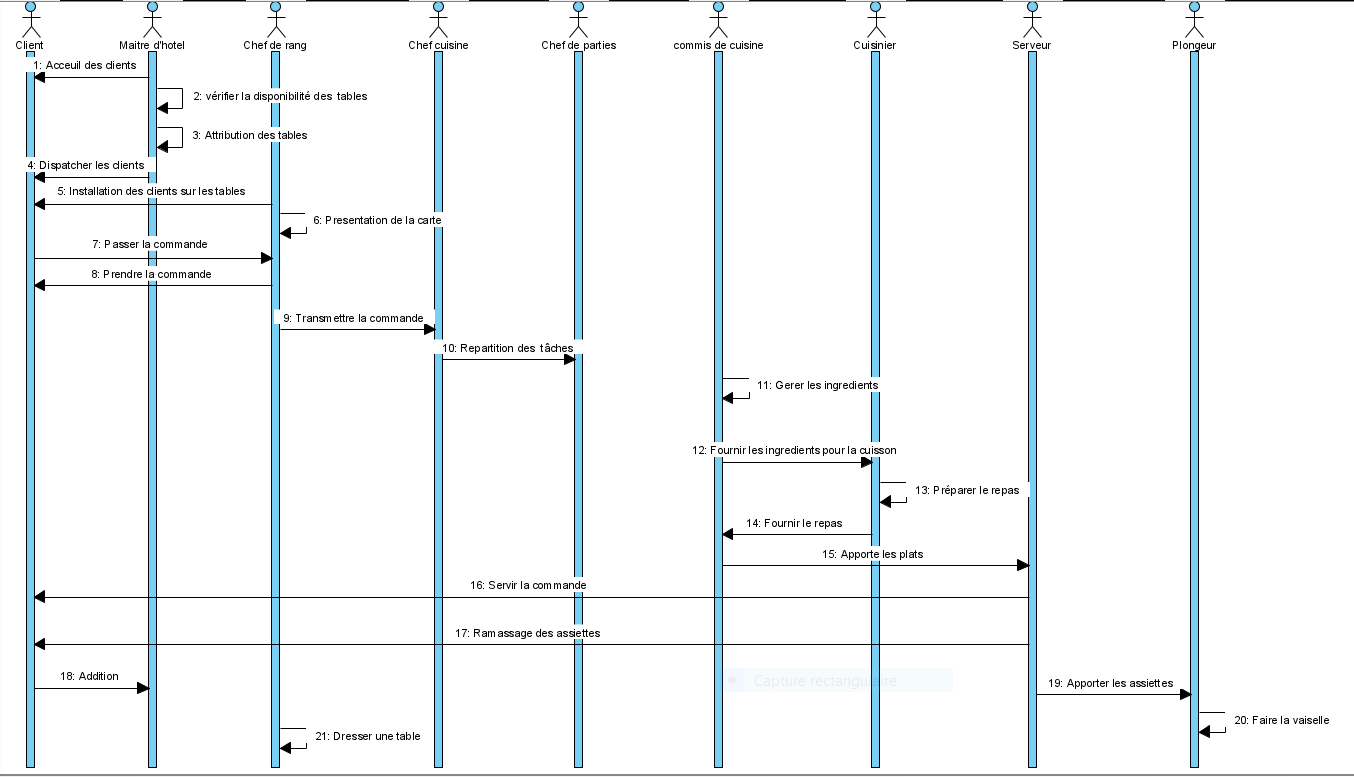 Client
Maitre d'hotel
Chef de rang
Chef cuisine
Chef de parties
commis de cuisine
Cuisinier
Serveur
Plongeur
1: Acceuil des clients
2: vérifier la disponibilité des tables
3: Attribution des tables
4: Dispatcher les clients
5: Installation des clients sur les tables
6: Presentation de la carte
7: Passer la commande
8: Prendre la commande
9: Transmettre la commande
10: Repartition des tâches
11: Gerer les ingredients
12: Fournir les ingredients pour la cuisson
13: Préparer le repas
14: Fournir le repas
15: Apporte les plats
16: Servir la commande
17: Ramassage des assiettes
18: Addition
Capture rectangulaire
19: Apporter les assiettes
20: Faire la vaiselle
21: Dresser une table